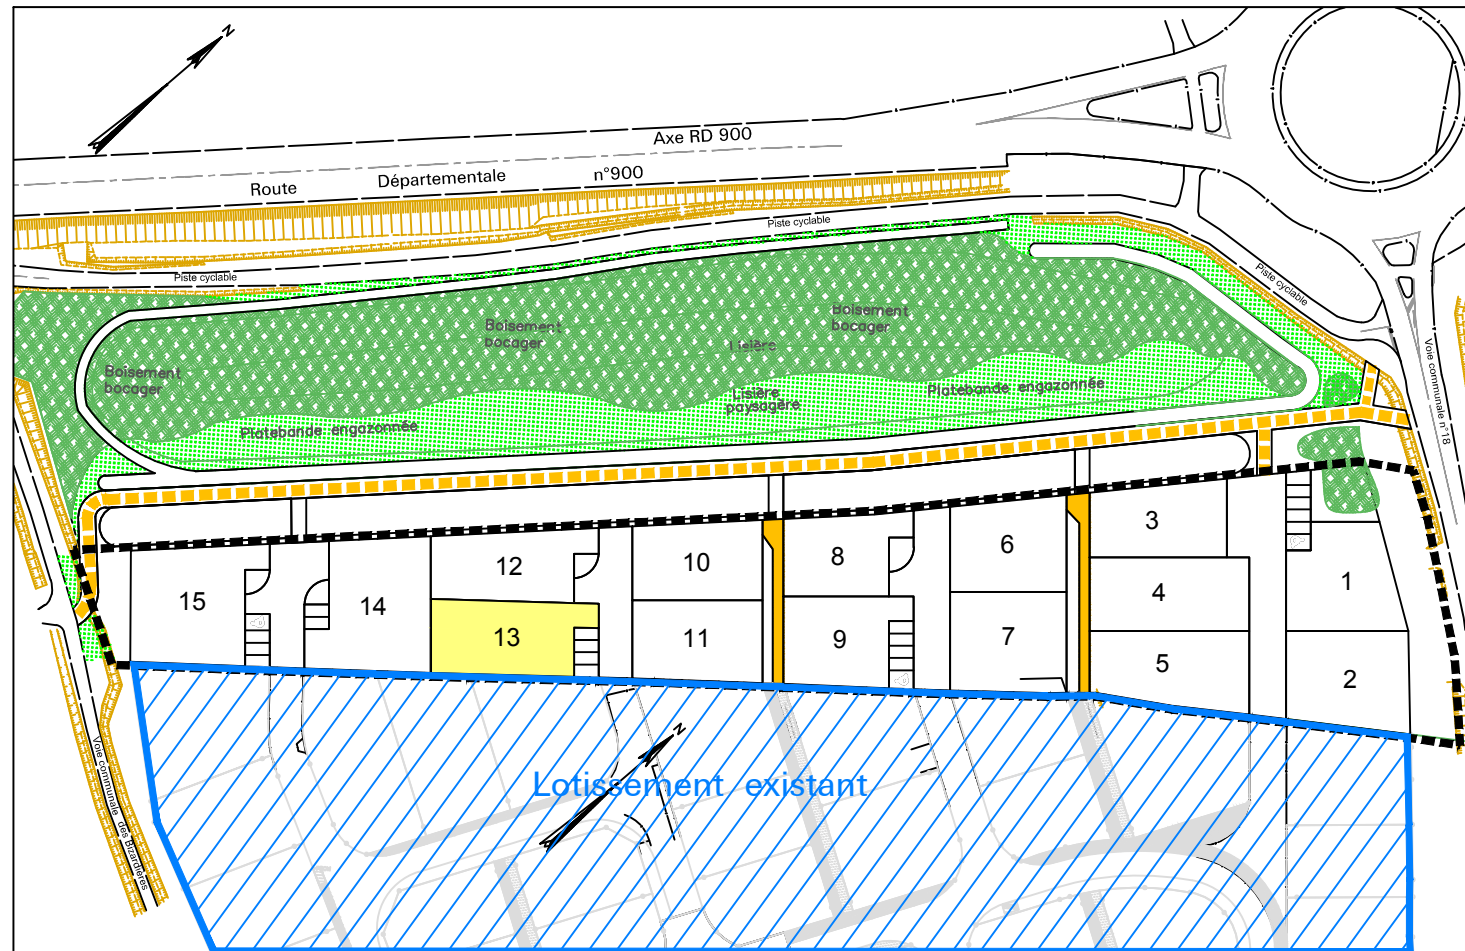 N
Axe RD 900
Route Départementale n°900
Piste cyclable
Piste cyclable
Piste cyclable
Boisement
bocager
Boisement
bocager
Boisement
bocager
Lisière
Lisière
paysagère
Platebande engazonnée
Platebande engazonnée
Voie communale n°18
3
12
10
8
6
15
14
13
11
9
7
4
5
1
2
N
Lotissement existant
Voie communale des Bizardières